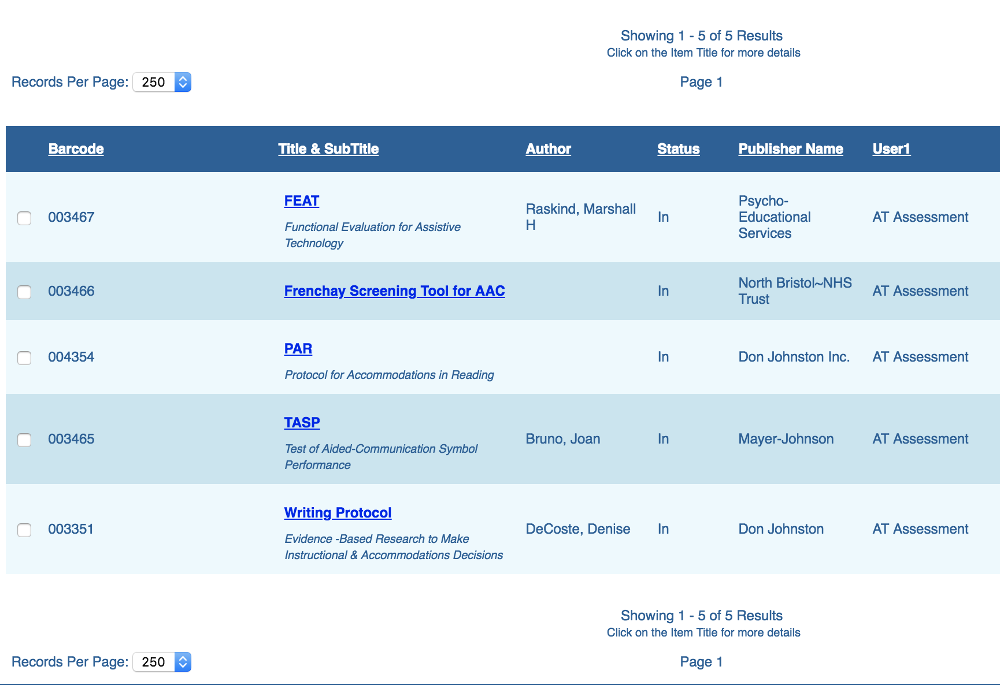 Showing 1 - 5 of 5 Results
Click on the Item Title for more details
Records Per Page: 250 Page 1
Barcode Title & SubTitle Author Status Publisher Name User1
003467
FEAT
Functional Evaluation for Assistive
Technology
Raskind, Marshall
H
In
Psycho-
Educational
Services
AT Assessment
003466
Frenchay Screening Tool for AAC
In
North Bristol~NHS
Trust
AT Assessment
004354
PAR
Protocol for Accommodations in Reading
In
Don Johnston Inc.
AT Assessment
003465
TASP
Test of Aided-Communication Symbol
Performance
Bruno, Joan
In
Mayer-Johnson
AT Assessment
003351
Writing Protocol
Evidence -Based Research to Make
Instructional & Accommodations Decisions
DeCoste, Denise
In
Don Johnston
AT Assessment
Showing 1 - 5 of 5 Results
Click on the Item Title for more details
Records Per Page: 250 Page 1